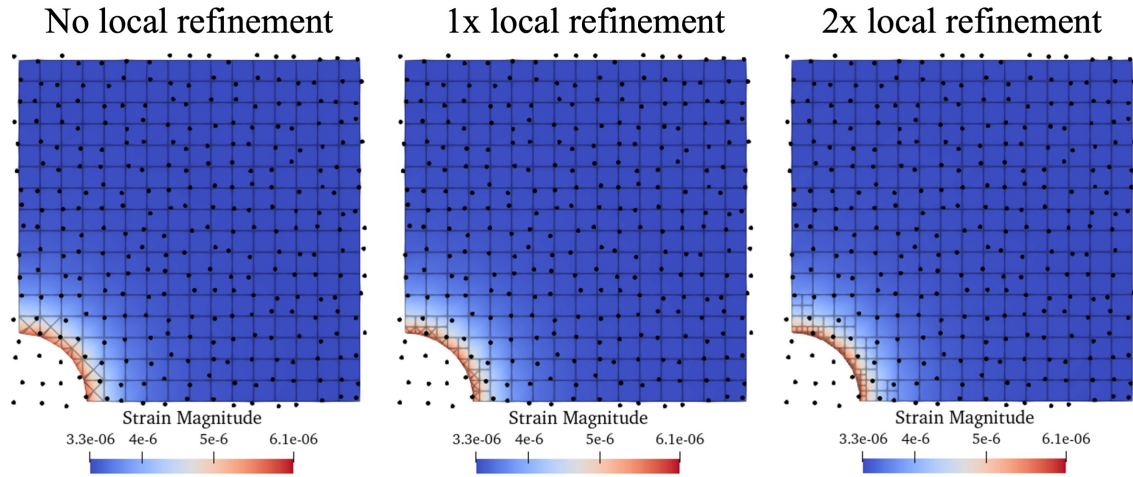 No local refinement
1x local refinement
2x local refinement
Strain Magnitude
3.3e-06 4e-6 5e-6 6.1e-06
Strain Magnitude
3.3e-06 4e-6 5e-6 6.1e-06
Strain Magnitude
3.3e-06 4e-6 5e-6 6.1e-06